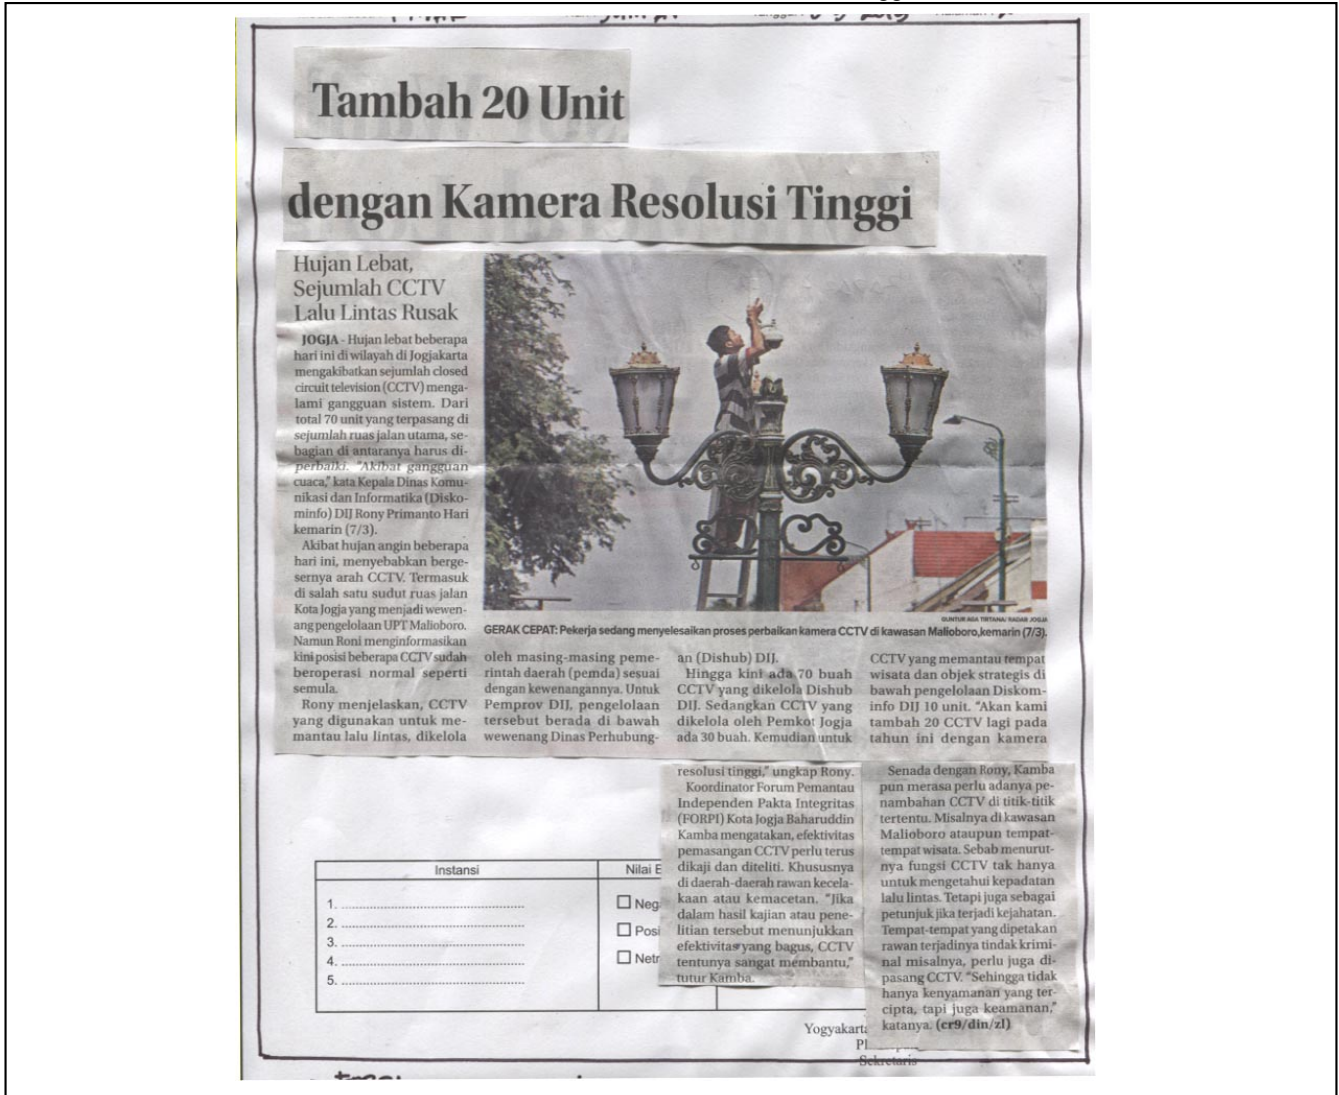 Tambah 20 Unit
dengan Kamera Resolusi Tinggi
Hujan Lebat,
Sejumlah CCTV
Lalu Lintas Rusak
JOGJA - Hujan lebat beberapa
hari ini di wilayah di Jogjakarta
mengakibatkan sejumlah closed
circuit television (CCTV) menga-
lami gangguan sistem. Dari
total 70 unit yang terpasang di
sejumlah ruas jalan utama, se-
bagian di antaranya harus di-
perbaiki. "Akibat gangguan
cuaca," kata Kepala Dinas Komu-
nikasi dan Informatika (Disko-
minfo) DIJ Rony Primanto Hari
kemarin (7/3).
Akibat hujan angin beberapa
hari ini, menyebabkan berge-
sernya arah CCTV. Termasuk
di salah satu sudut ruas jalan
Kota Jogja yang menjadi wewen-
ang pengelolaan UPT Malioboro.
Namun Roni menginformasikan
kini posisi beberapa CCTV sudah
beroperasi normal seperti
semula.
Rony menjelaskan, CCTV
yang digunakan untuk me-
mantau lalu lintas, dikelola
GUNTUR AGA TIRTANA/ RADAR JOGJA
GERAK CEPAT: Pekerja sedang menyelesaikan proses perbaikan kamera CCTV di kawasan Malioboro,kemarin (7/3).
oleh masing-masing peme-
rintah daerah (pemda) sesuai
dengan kewenangannya. Untuk
Pemprov DIJ, pengelolaan
tersebut berada di bawah
wewenang Dinas Perhubung-
an (Dishub) DIJ.
Hingga kini ada 70 buah
CCTV yang dikelola Dishub
DIJ. Sedangkan CCTV yang
dikelola oleh Pemkot Jogja
ada 30 buah. Kemudian untuk
CCTV yang memantau tempat
wisata dan objek strategis di
bawah pengelolaan Diskom-
info DIJ 10 unit. "Akan kami
tambah 20 CCTV lagi pada
tahun ini dengan kamera
resolusi tinggi," ungkap Rony.
Koordinator Forum Pemantau
Independen Pakta Integritas
(FORPI) Kota Jogja Baharuddin
Kamba mengatakan, efektivitas
pemasangan CCTV perlu terus
dikaji dan diteliti. Khususnya
di daerah-daerah rawan kecela-
kaan atau kemacetan. "Jika
dalam hasil kajian atau pene-
litian tersebut menunjukkan
efektivitas yang bagus, CCTV
tentunya sangat membantu,"
tutur Kamba.
Senada dengan Rony, Kamba
pun merasa perlu adanya pe-
nambahan CCTV di titik-titik
tertentu. Misalnya di kawasan
Malioboro ataupun tempat-
tempat wisata. Sebab menurut-
nya fungsi CCTV tak hanya
untuk mengetahui kepadatan
lalu lintas. Tetapi juga sebagai
petunjuk jika terjadi kejahatan.
Tempat-tempat yang dipetakan
rawan terjadinya tindak krimi-
nal misalnya, perlu juga di-
pasang CCTV. "Sehingga tidak
hanya kenyamanan yang ter-
cipta, tapi juga keamanan,"
katanya. (cr9/din/zl)
Instansi
1.
2.
3.
4.
5.
Nilai
Neg
Posi
Netr
Yogyakarta
Sekretaris